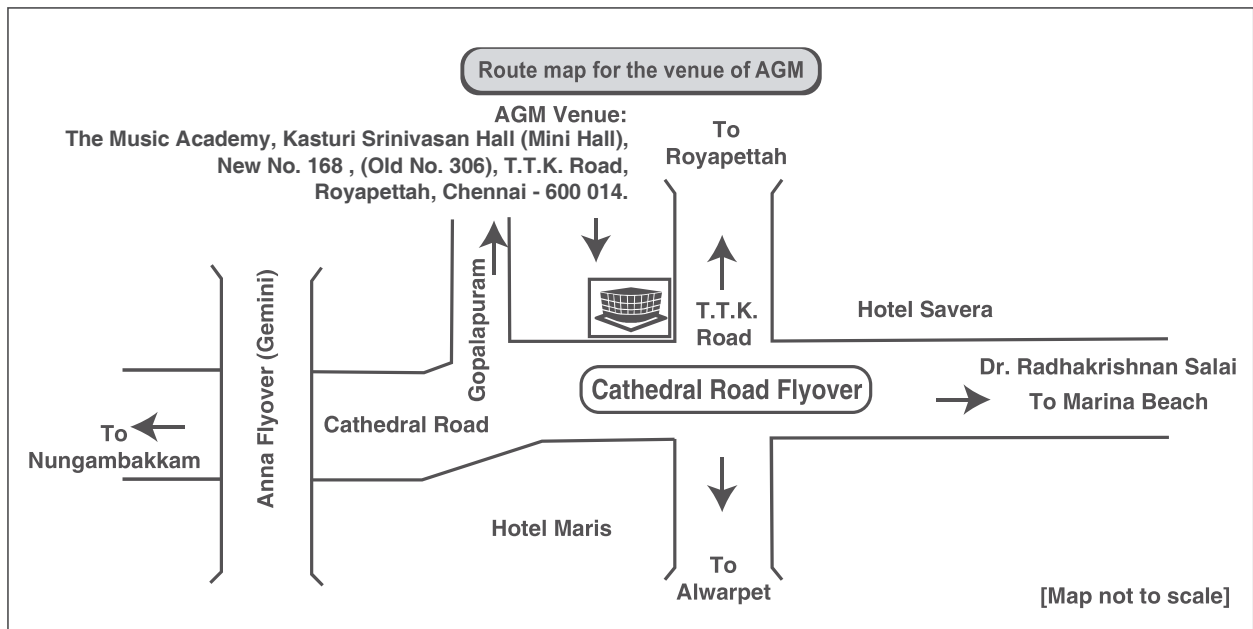 Route map for the venue of AGM
AGM Venue:
The Music Academy, Kasturi Srinivasan Hall (Mini Hall),
New No. 168 , (Old No. 306), T.T.K. Road,
Royapettah, Chennai - 600 014.
To
Royapettah
Anna Flyover (Gemini)
Gopalapuram
T.T.K.
Road
Hotel Savera
Cathedral Road Flyover
Dr. Radhakrishnan Salai
To Marina Beach
Cathedral Road
To
Nungambakkam
Hotel Maris
To
Alwarpet
[Map not to scale]